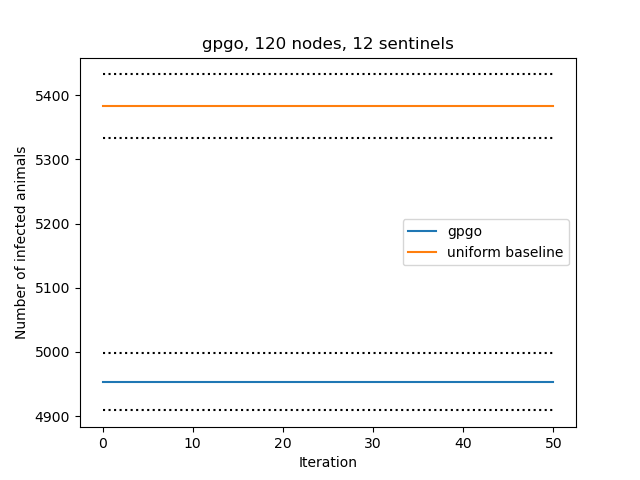 gpgo, 120 nodes, 12 sentinels
5400
5300
5200
5100
5000
4900
Number of infected animals
gpgo
uniform baseline
0 10 20 30 40 50
Iteration